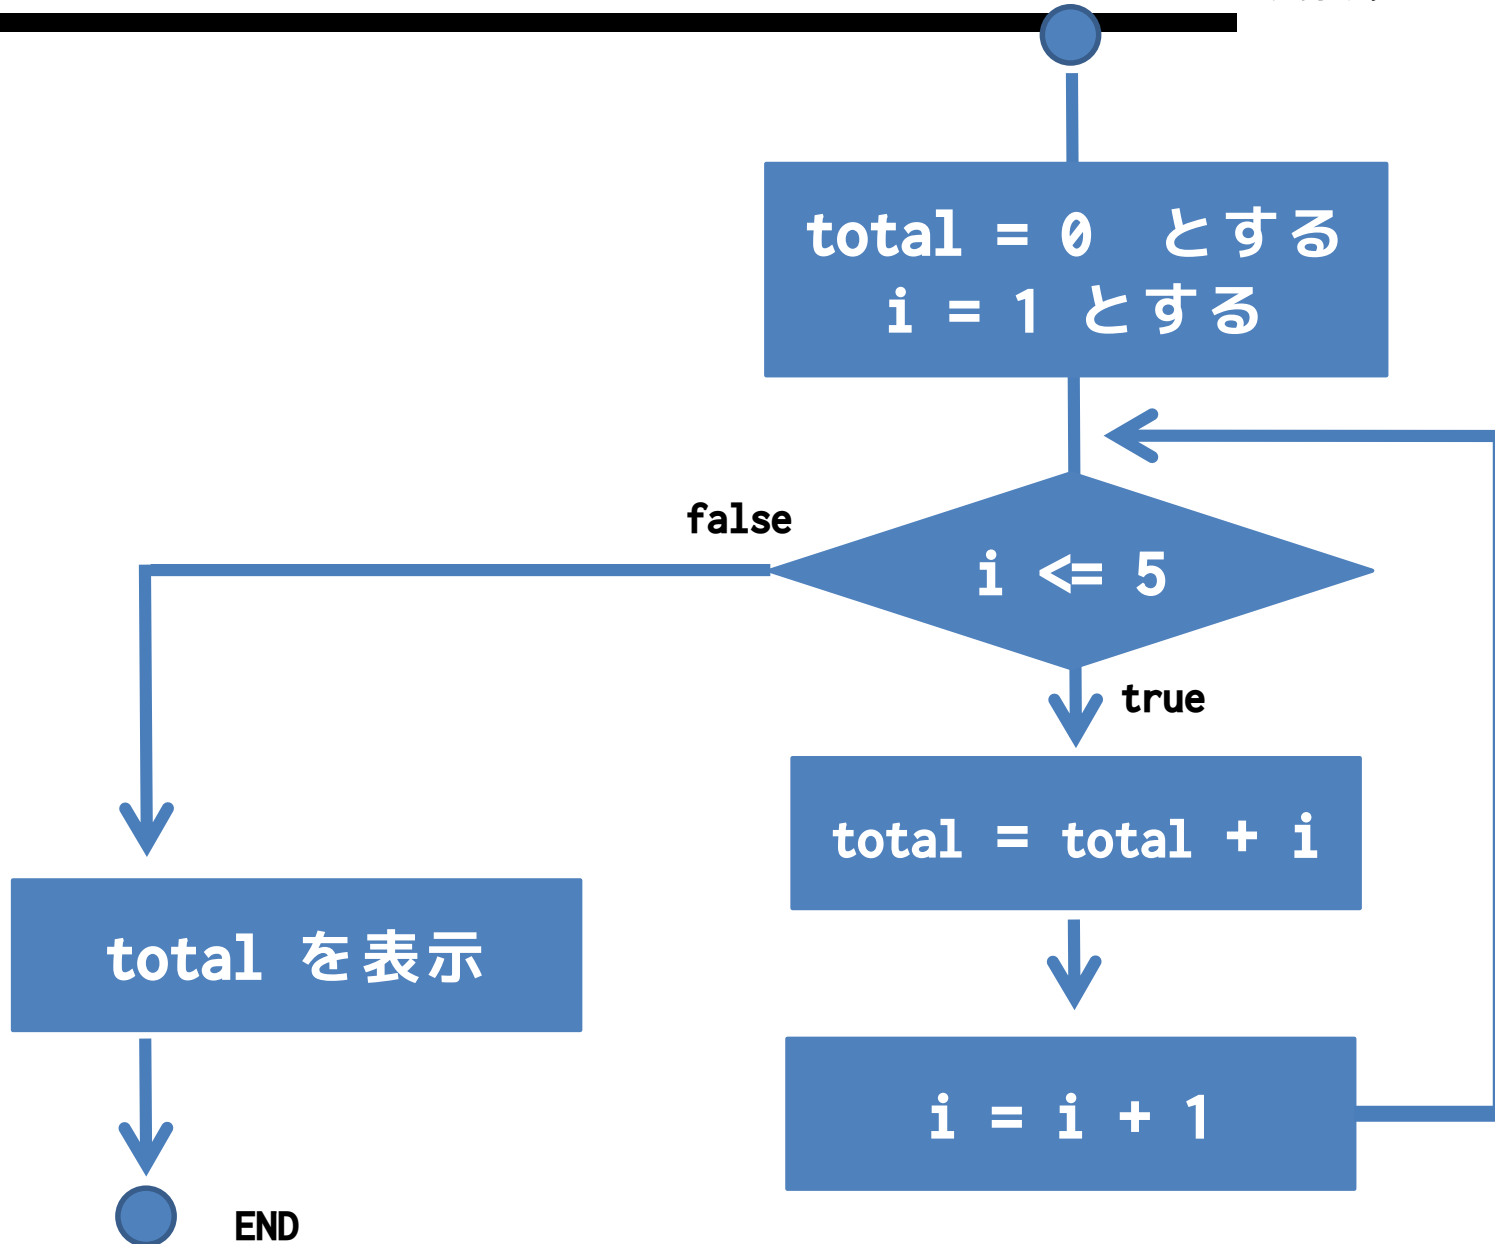 total = 0 とする
i = 1 とする
false
i <= 5
true
total = total + i
total を表示
i = i + 1
END